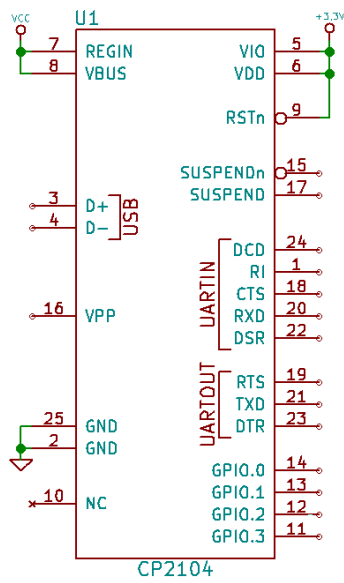 VCC
U1
+3.3V
7 REGIN
VIO 5
8 VBUS
VDD 6
RSTn 9
SUSPENDn 15
SUSPEND 17
3 D+
4 D-
USB
DCD 24
RI 1
CTS 18
RXD 20
DSR 22
UARTIN
16 VPP
RTS 19
TXD 21
DTR 23
UARTOUT
25 GND
2 GND
GPIO.0 14
GPIO.1 13
GPIO.2 12
GPIO.3 11
10 NC
CP2104